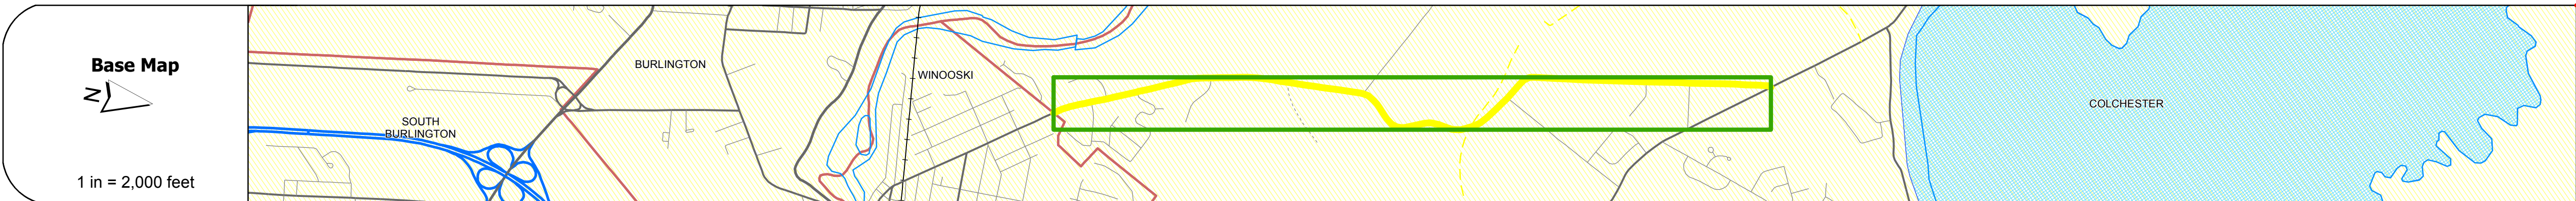 Base Map
N
1 in = 2,000 feet
SOUTH
BURLINGTON
BURLINGTON
WINOOSKI
COLCHESTER